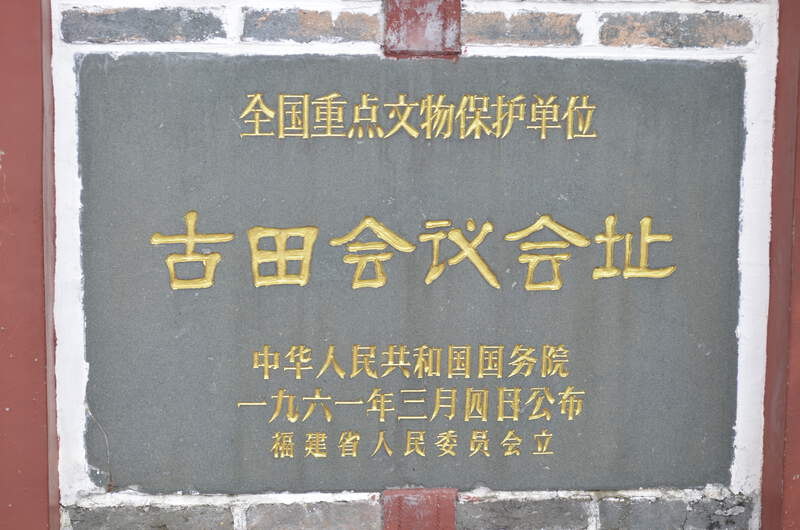 全国重点文物保护单位
古田会议会址
中华人民共和国国务院
一九六一年三月四日公布
福建省人民委员会立